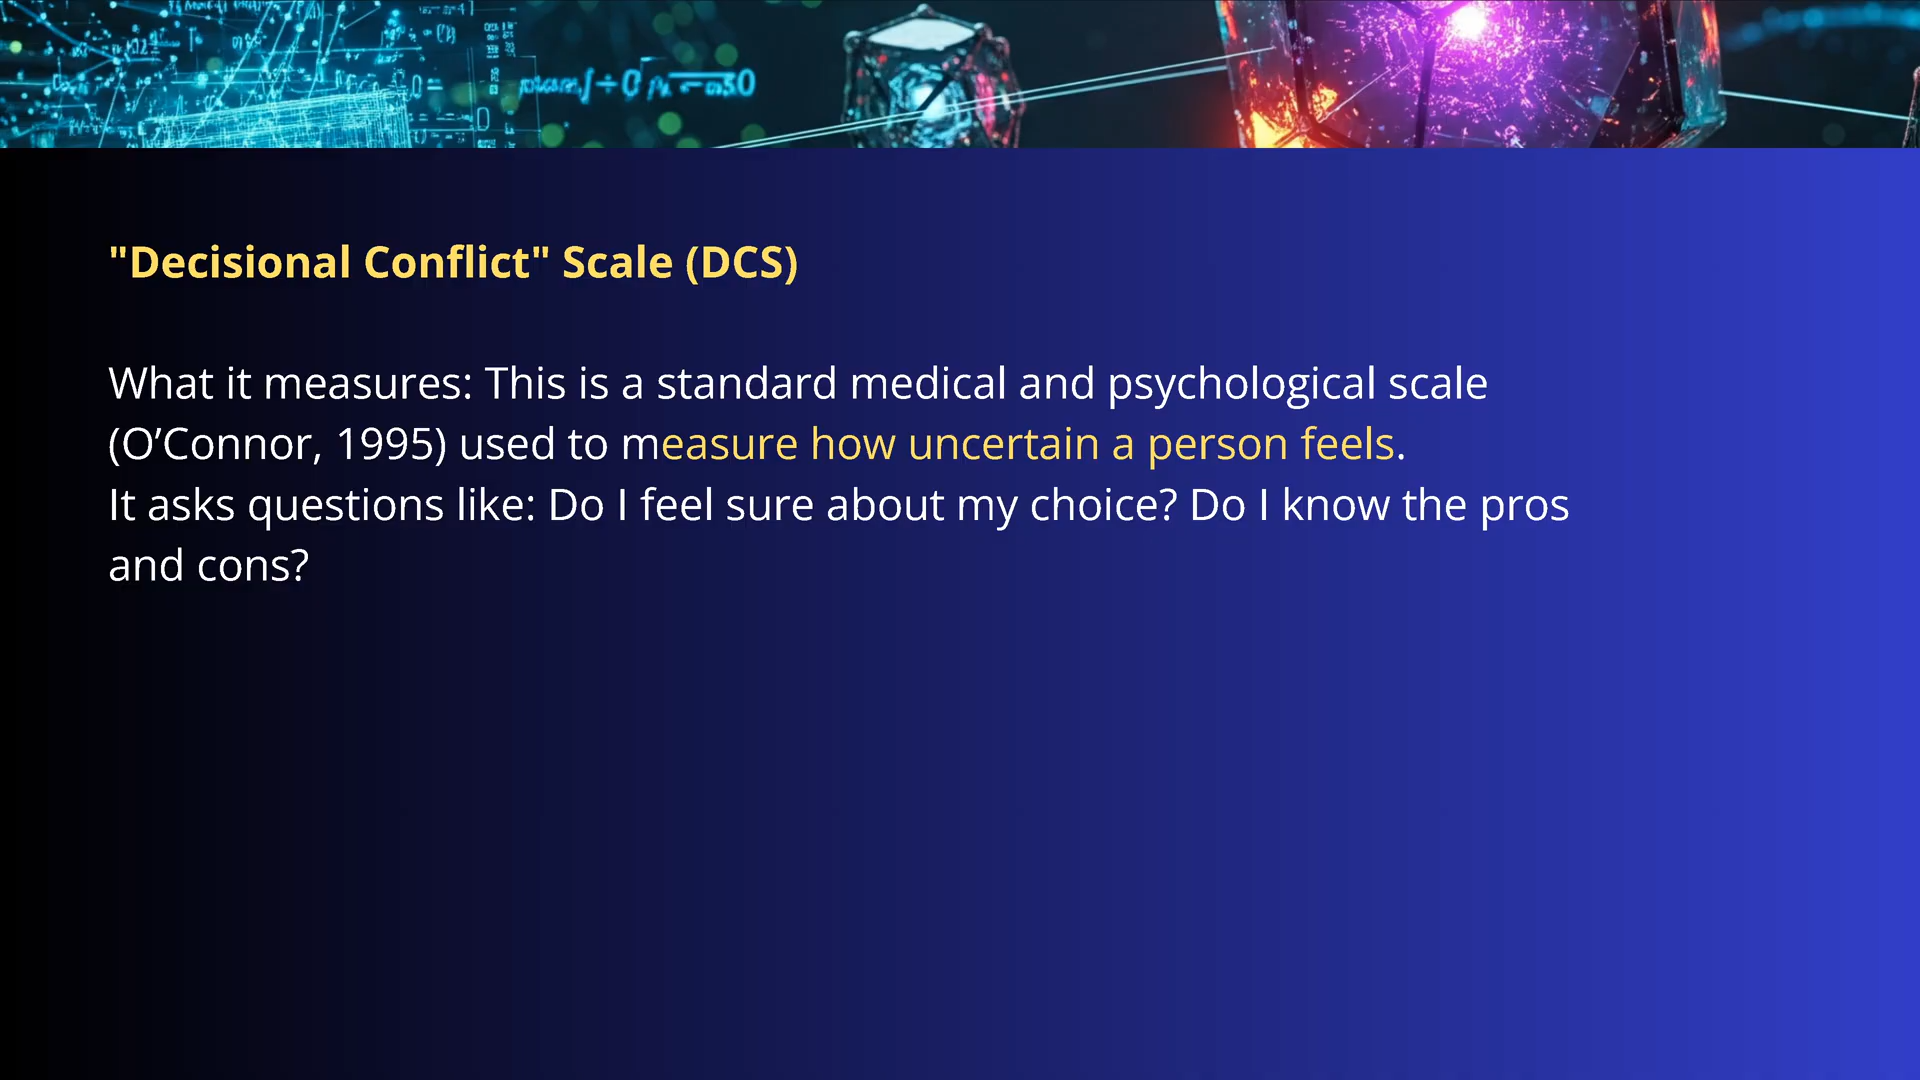 "Decisional Conflict" Scale (DCS)
What it measures: This is a standard medical and psychological scale
(O’Connor, 1995) used to measure how uncertain a person feels.
It asks questions like: Do I feel sure about my choice? Do I know the pros
and cons?